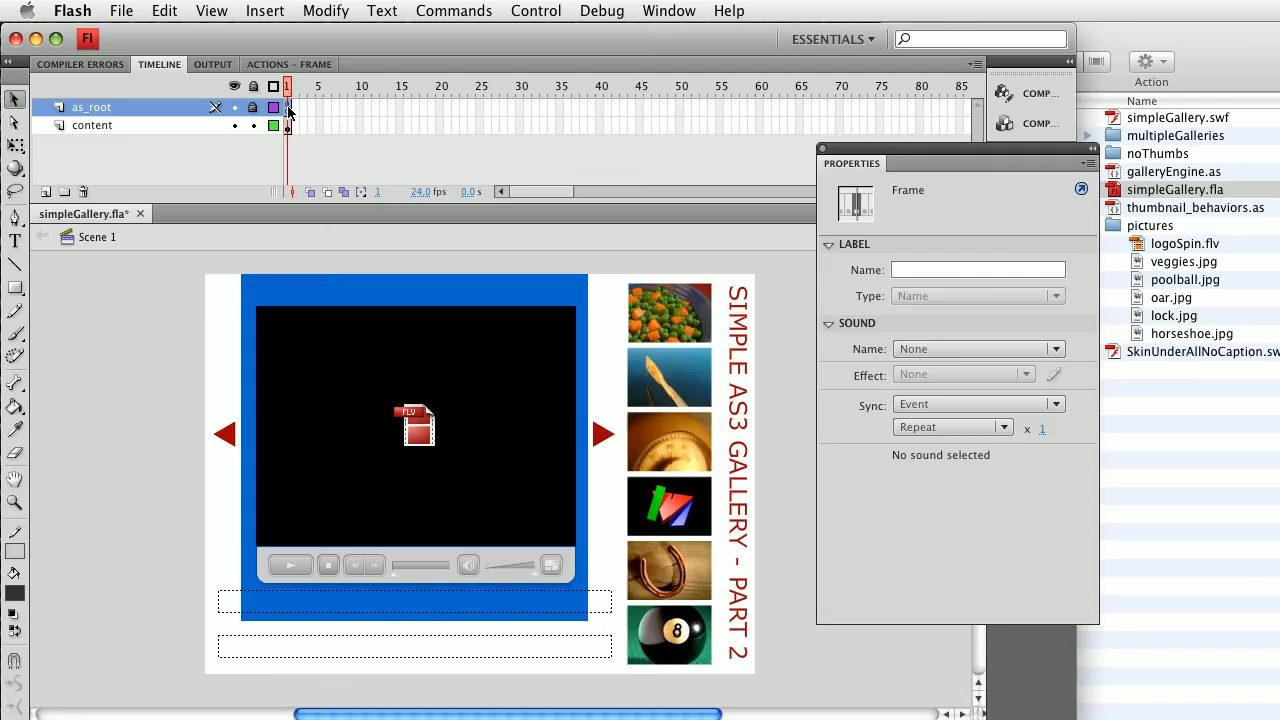 Flash File Edit View Insert Modify Text Commands Control Debug Window Help
Fl ESSENTIALS
COMPILER ERRORS TIMELINE OUTPUT ACTIONS - FRAME
1 5 10 15 20 25 30 35 40 45 50 55 60 65 70 75 80 85
as_root
content
1 24.0 fps 0.0 s
simpleGallery.fla*
Scene 1
COMP...
COMP...
PROPERTIES
Frame
LABEL
Name:
Type: Name
SOUND
Name: None
Effect: None
Sync: Event
Repeat x 1
No sound selected
FLV
SIMPLE AS3 GALLERY - PART 2
8
Action
Name
simpleGallery.swf
multipleGalleries
noThumbs
galleryEngine.as
simpleGallery.fla
thumbnail_behaviors.as
pictures
logoSpin.flv
veggies.jpg
poolball.jpg
oar.jpg
lock.jpg
horseshoe.jpg
SkinUnderAllNoCaption.sw